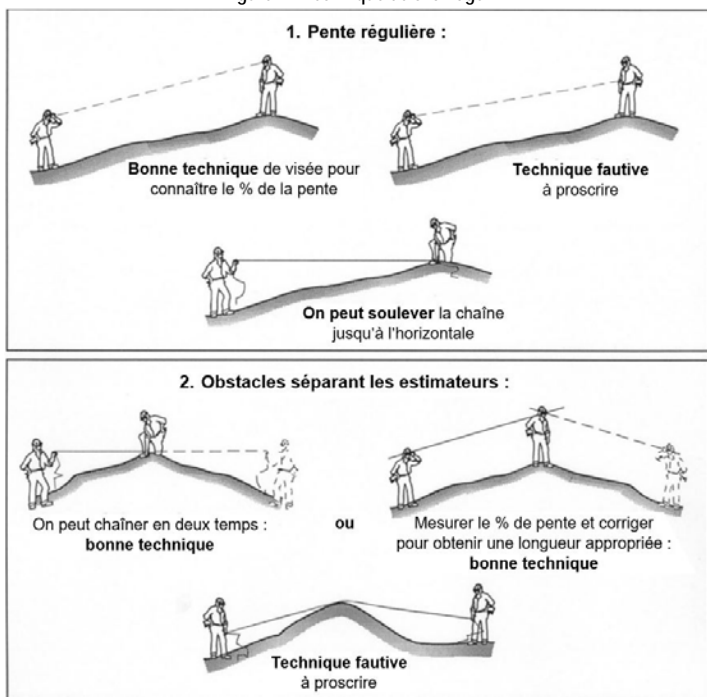 1. Pente régulière :
Bonne technique de visée pour
connaître le % de la pente
Technique fautive
à proscrire
On peut soulever la chaîne
jusqu'à l'horizontale
2. Obstacles séparant les estimateurs :
On peut chaîner en deux temps :
bonne technique
ou
Mesurer le % de pente et corriger
pour obtenir une longueur appropriée :
bonne technique
Technique fautive
à proscrire